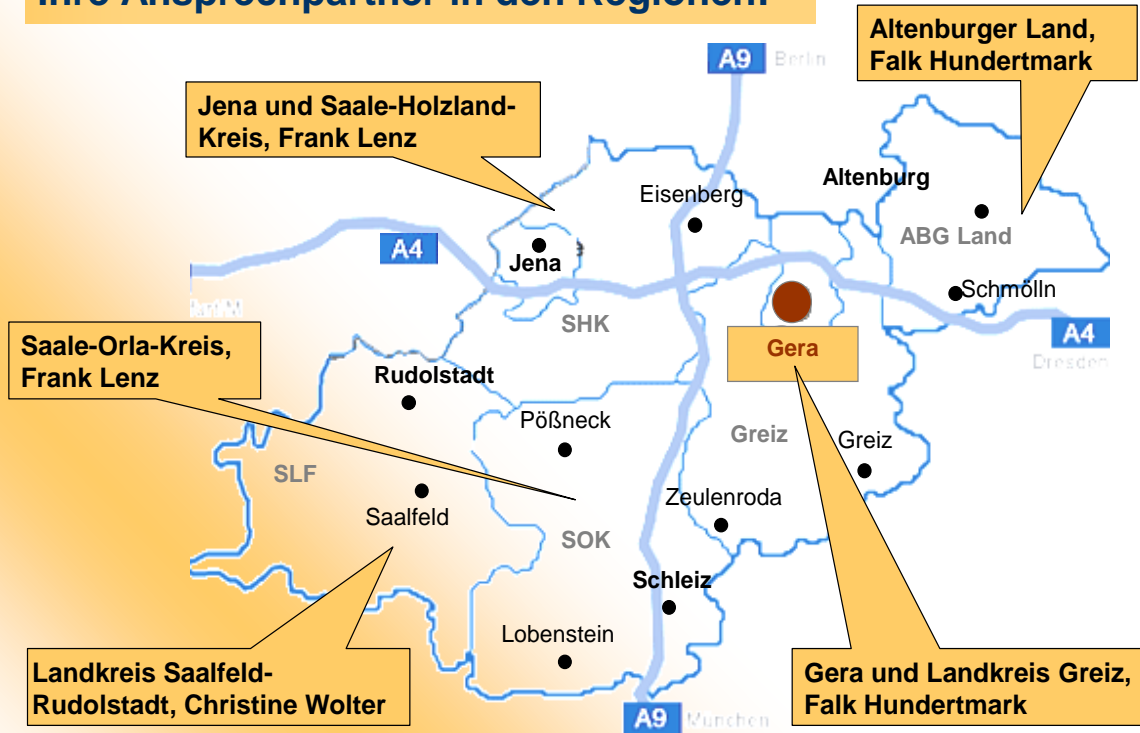 Ihre Ansprechpartner in den Regionen:
Altenburger Land,
Falk Hundertmark
A9 Berlin
Jena und Saale-Holzland-
Kreis, Frank Lenz
Eisenberg
Altenburg
ABG Land
A4
Jena
Schmölln
SHK
Gera
A4
Dresden
Saale-Orla-Kreis,
Frank Lenz
Rudolstadt
Pößneck
Greiz
Greiz
SLF
Saalfeld
Zeulenroda
SOK
Schleiz
Lobenstein
Landkreis Saalfeld-
Rudolstadt, Christine Wolter
Gera und Landkreis Greiz,
Falk Hundertmark
A9 München